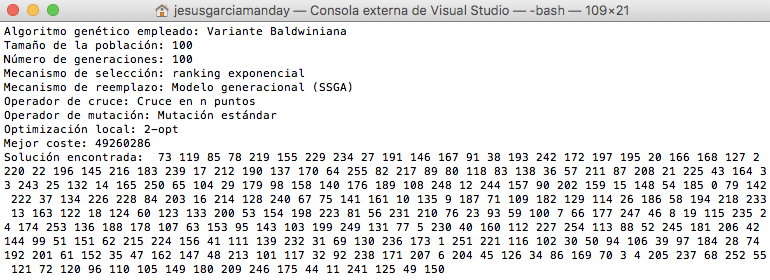 jesusgarciamanday — Consola externa de Visual Studio — -bash — 109×21
Algoritmo genético empleado: Variante Baldwiniana
Tamaño de la población: 100
Número de generaciones: 100
Mecanismo de selección: ranking exponencial
Mecanismo de reemplazo: Modelo generacional (SSGA)
Operador de cruce: Cruce en n puntos
Operador de mutación: Mutación estándar
Optimización local: 2-opt
Mejor coste: 49260286
Solución encontrada:  73 119 85 78 219 155 229 234 27 191 146 167 91 38 193 242 172 197 195 20 166 168 127 2
220 22 196 145 216 183 239 17 212 190 137 170 64 255 82 217 89 80 118 83 138 36 57 211 87 208 21 225 43 164 3
3 243 25 132 14 165 250 65 104 29 179 98 158 140 176 189 108 248 12 244 157 90 202 159 15 148 54 185 0 79 142
 222 37 134 226 228 84 203 16 214 128 240 67 75 141 161 10 135 9 187 71 109 182 129 114 26 186 58 194 218 233
 13 163 122 18 124 60 123 133 200 53 154 198 223 81 56 231 210 76 23 93 59 100 7 66 177 247 46 8 19 115 235 2
4 174 253 136 188 178 107 63 153 95 143 103 199 249 131 77 5 230 40 160 112 227 254 113 88 52 245 181 206 42
144 99 51 151 62 215 224 156 41 111 139 232 31 69 130 236 173 1 251 221 116 102 30 50 94 106 39 97 184 28 74
192 201 61 152 35 47 162 147 48 213 101 117 32 92 238 171 207 6 204 45 126 34 86 169 70 3 4 205 237 68 252 55
 121 72 120 96 110 105 149 180 209 246 175 44 11 241 125 49 150